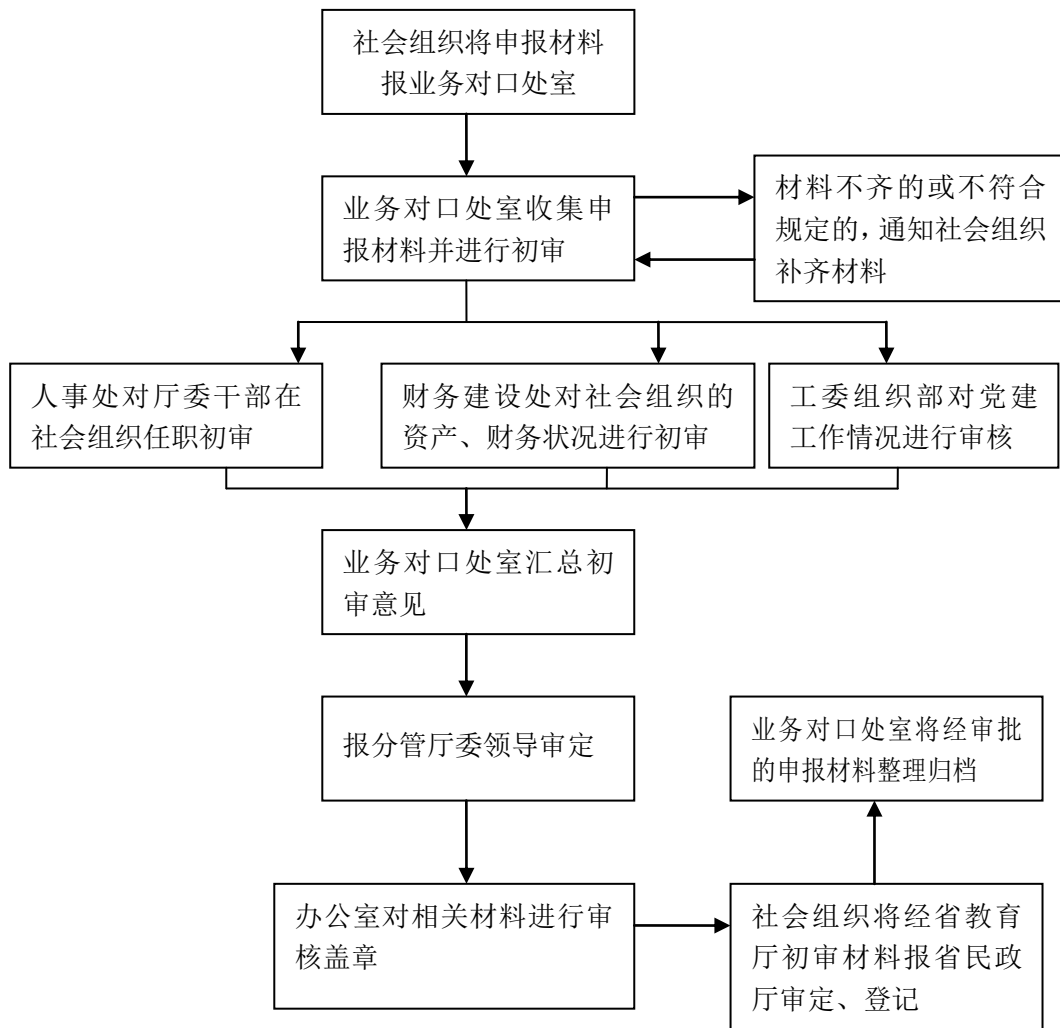 社会组织将申报材料
报业务对口处室
业务对口处室收集申
报材料并进行初审
材料不齐的或不符合
规定的,通知社会组织
补齐材料
人事处对厅委干部在
社会组织任职初审
财务建设处对社会组织的
资产、财务状况进行初审
工委组织部对党建
工作情况进行审核
业务对口处室汇总初
审意见
报分管厅委领导审定
业务对口处室将经审批
的申报材料整理归档
办公室对相关材料进行审
核盖章
社会组织将经省教育
厅初审材料报省民政
厅审定、登记